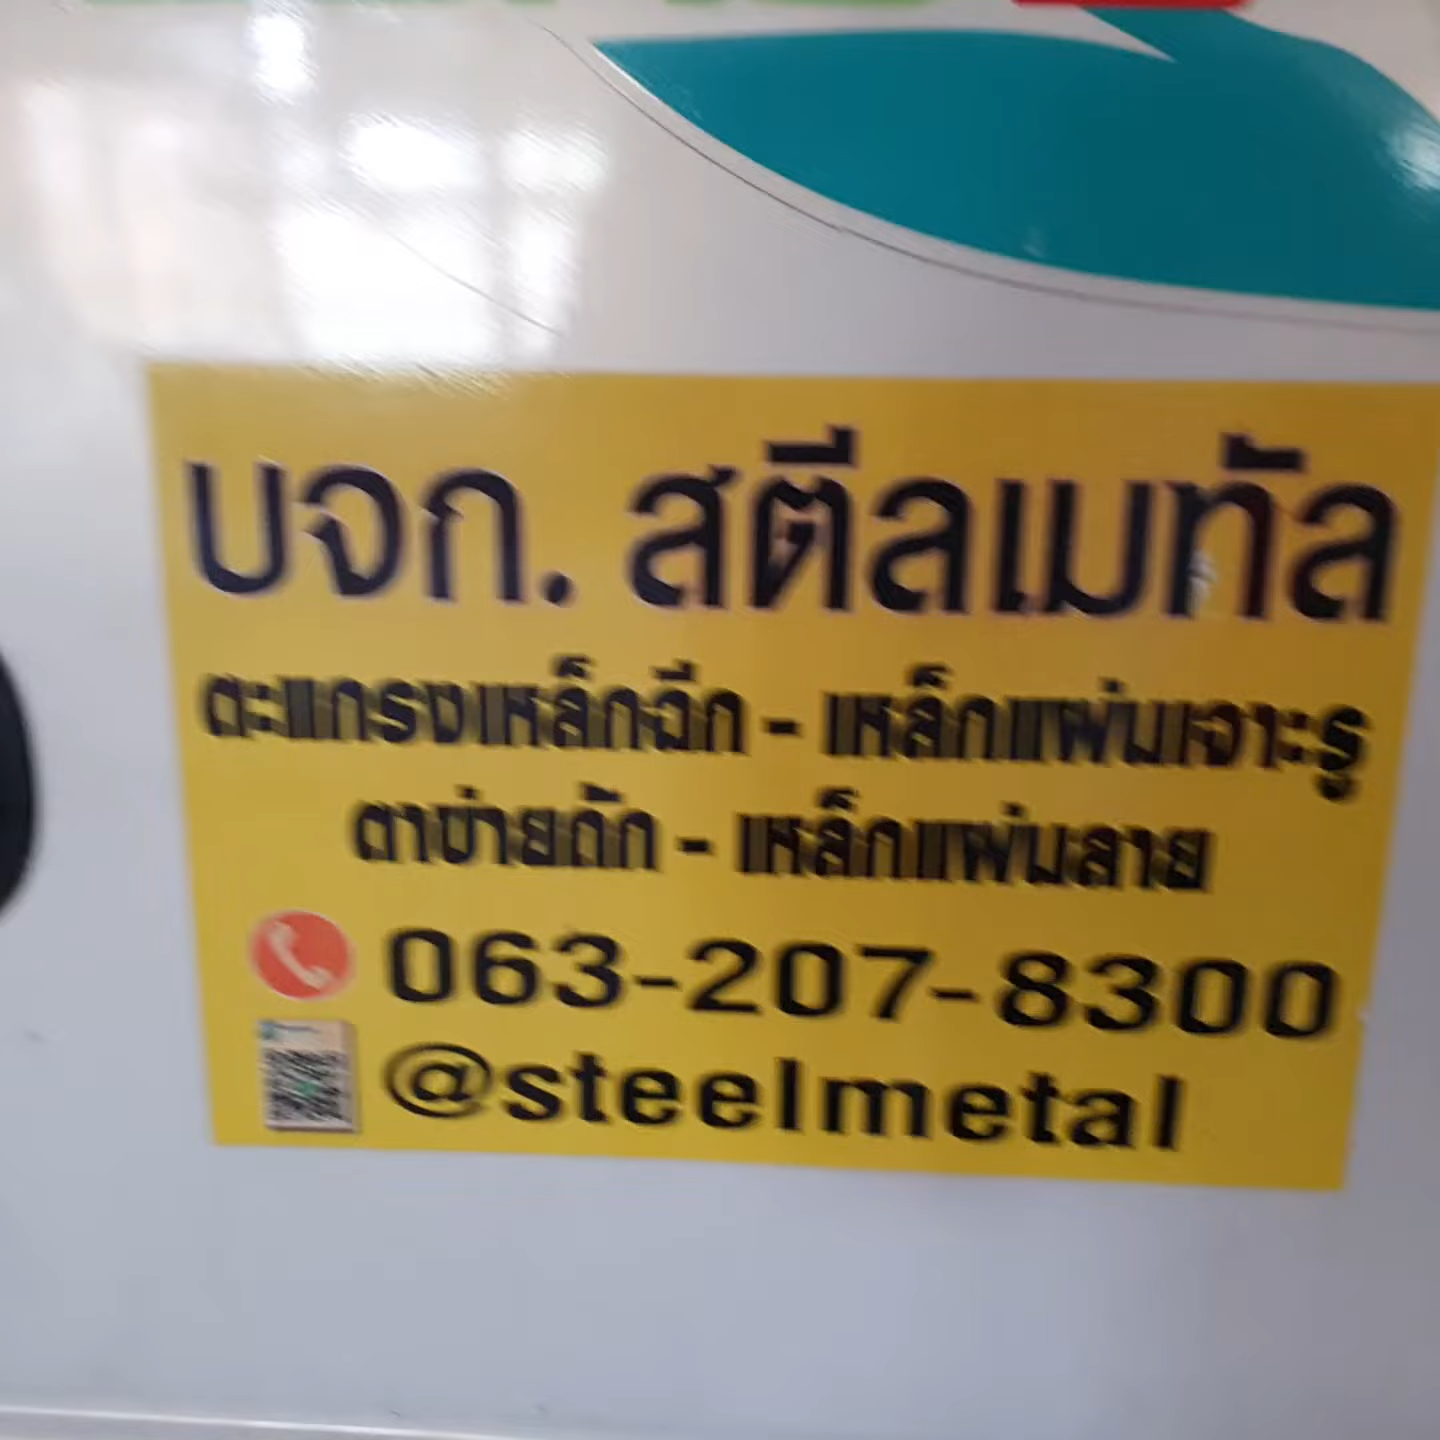 บจก. สตีลเมทัล
ตะแกรงเหล็กฉีก - เหล็กแผ่นเจาะรู
ตาข่ายถัก - เหล็กแผ่นลาย
063-207-8300
@steelmetal